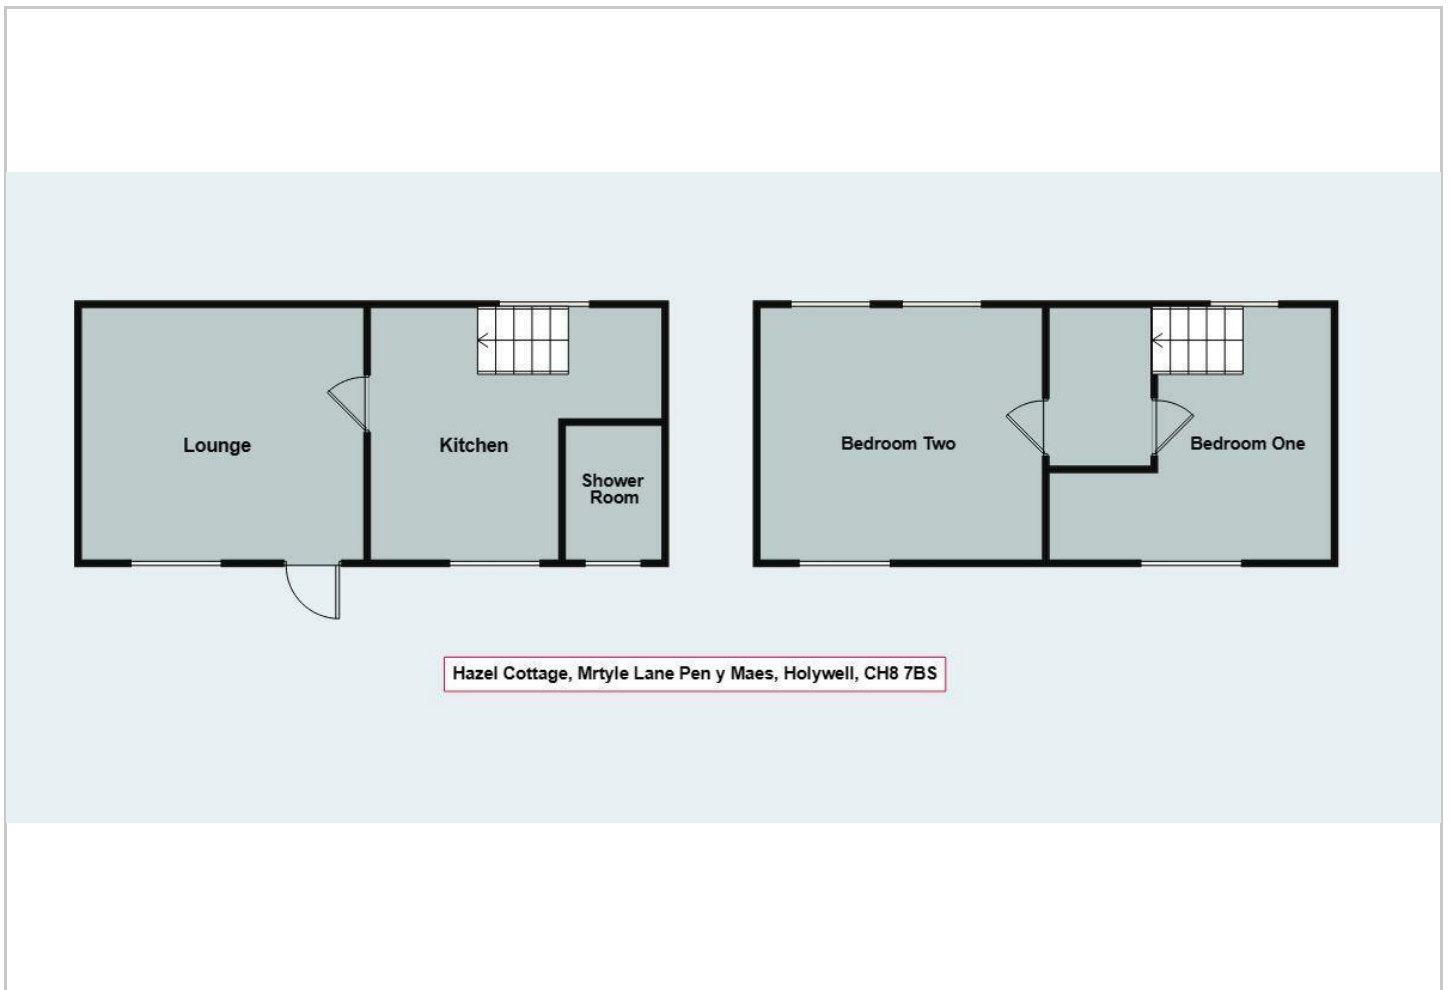 Lounge
Kitchen
Shower
Room
Bedroom Two
Bedroom One
Hazel Cottage, Mrtyle Lane Pen y Maes, Holywell, CH8 7BS